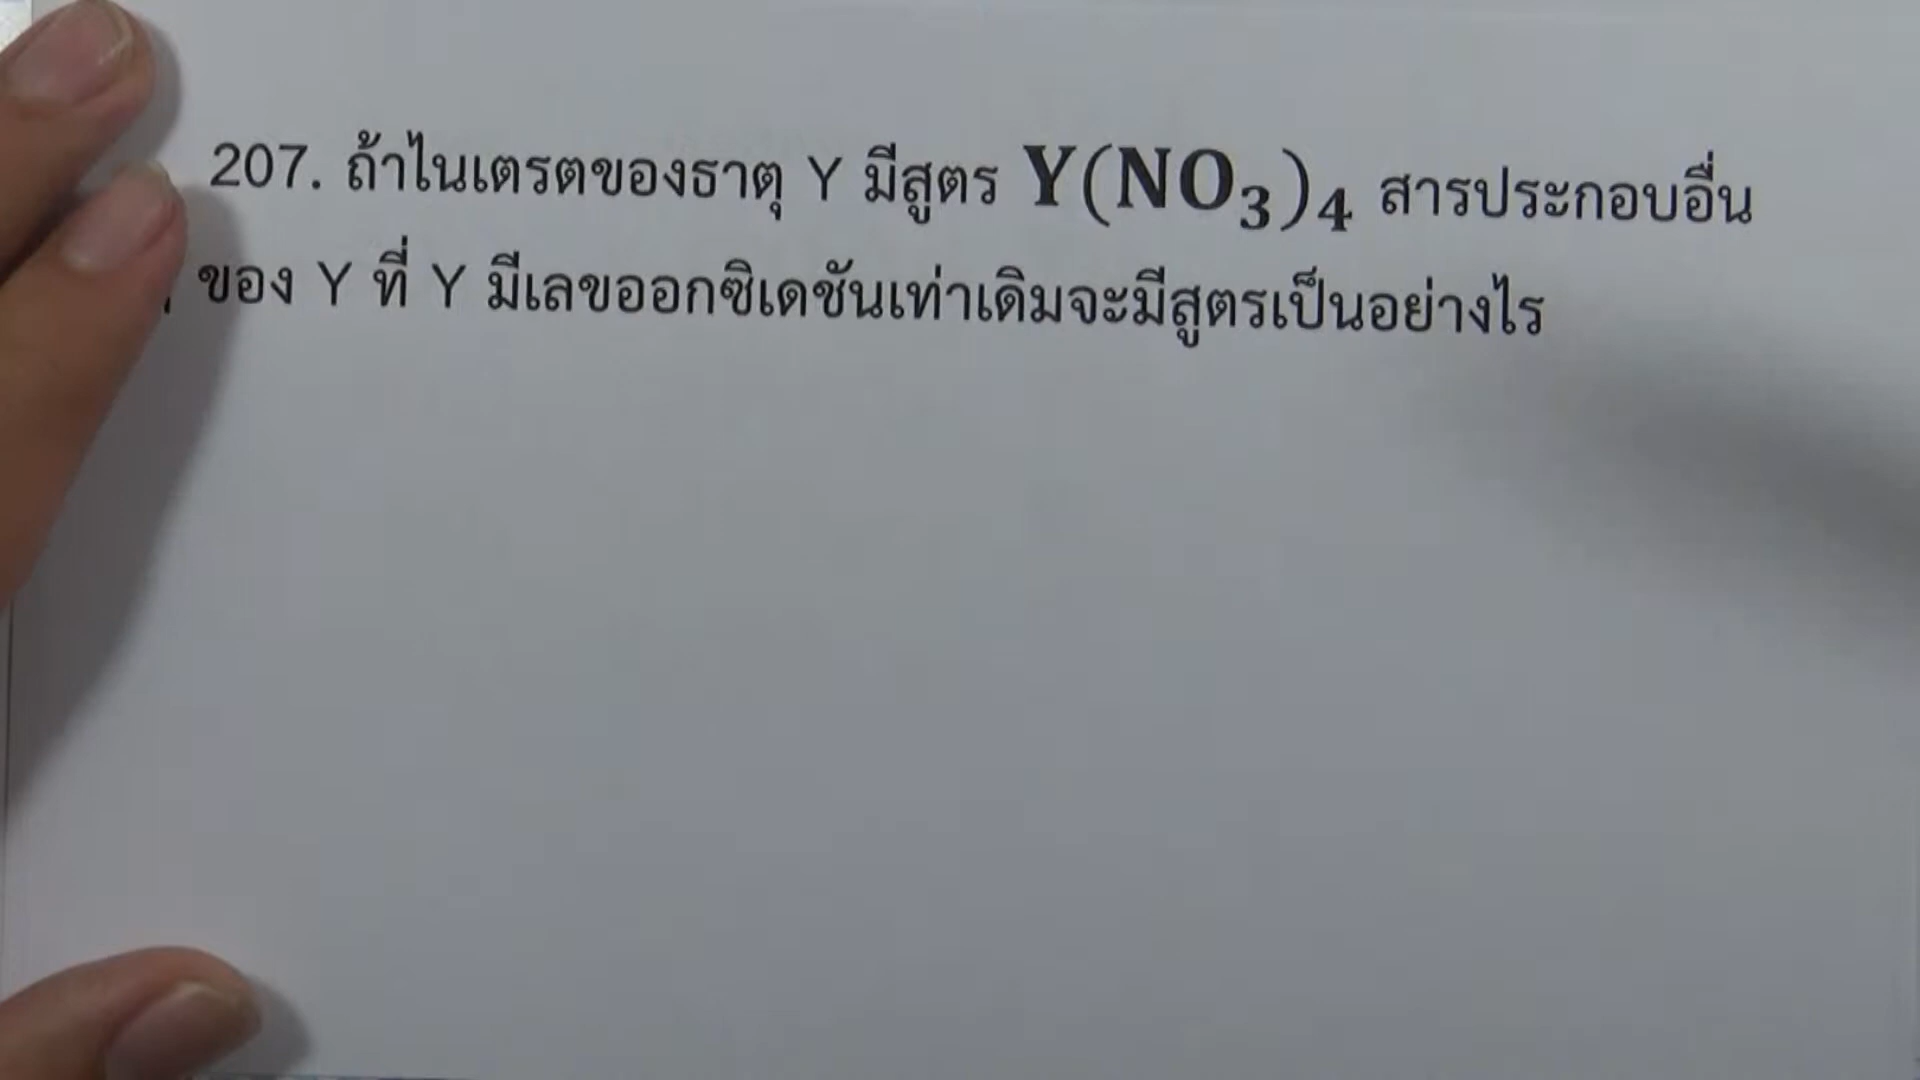 207. ถ้าไนเตรตของธาตุ Y มีสูตร Y(NO₃)₄ สารประกอบอื่น
ของ Y ที่ Y มีเลขออกซิเดชันเท่าเดิมจะมีสูตรเป็นอย่างไร